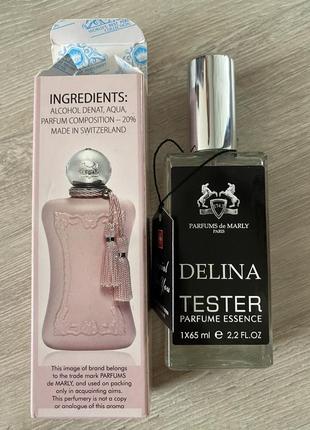 INGREDIENTS:
ALCOHOL DENAT, AQUA,
PARFUM COMPOSITION – 20%
MADE IN SWITZERLAND
This image of brand belongs
to the trade mark PARFUMS
de MARLY, and used on packing
only in acquainting aims.
This perfumery is not a copy
or analogue of this aroma
PARFUMS de MARLY
PARIS
DELINA
TESTER
PARFUME ESSENCE
1X65 ml e 2,2 FL.OZ